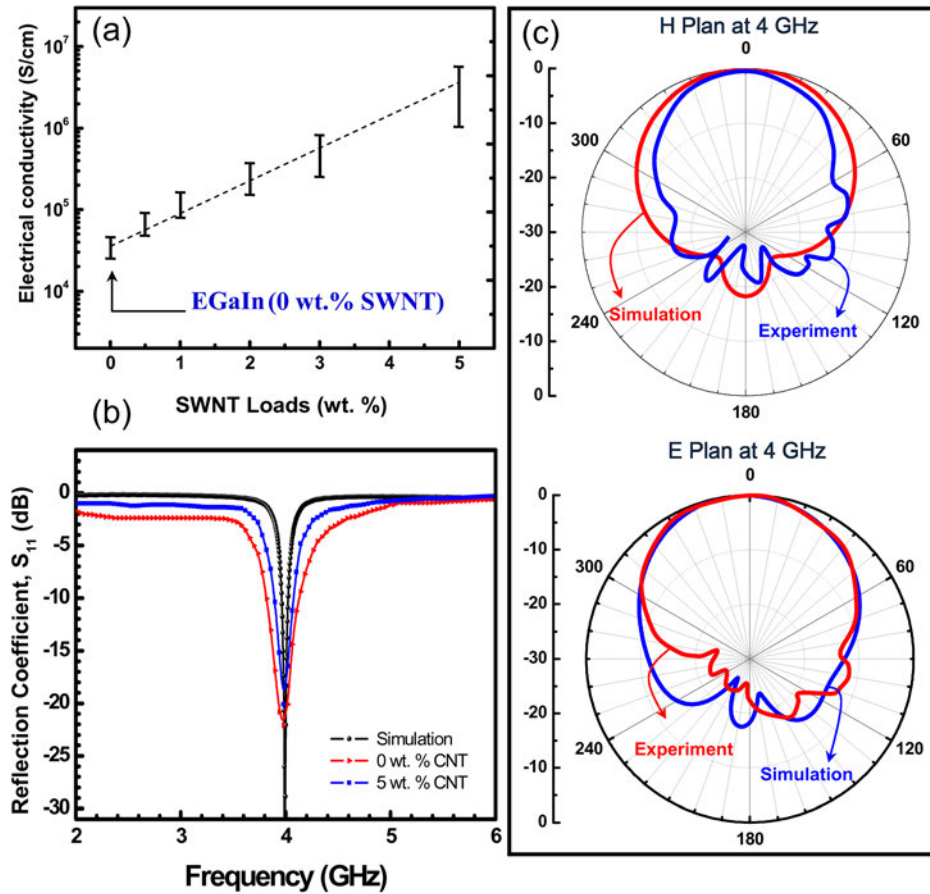 (a)
Electrical conductivity (S/cm)
10^7
10^6
10^5
10^4
EGaIn (0 wt.% SWNT)
0 1 2 3 4 5
SWNT Loads (wt. %)
(b)
Reflection Coefficient, S_11 (dB)
0
-5
-10
-15
-20
-25
-30
Simulation
0 wt. % CNT
5 wt. % CNT
2 3 4 5 6
Frequency (GHz)
(c)
H Plan at 4 GHz
0
0
-10
-20
-30
-20
-10
0
300
60
240
120
180
Simulation
Experiment
E Plan at 4 GHz
0
0
-10
-20
-30
-20
-10
0
300
60
240
120
180
Experiment
Simulation